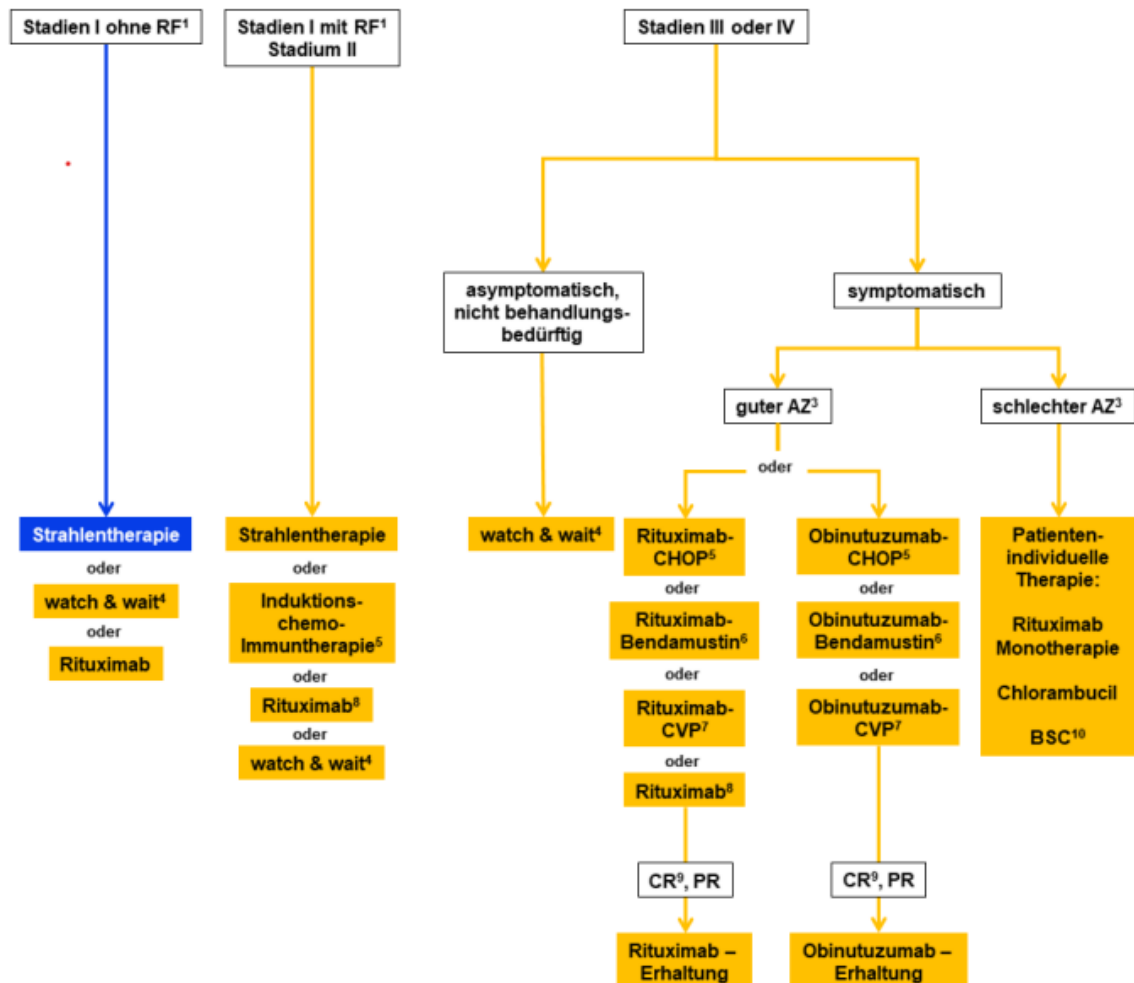 Stadien I ohne RF¹
Stadien I mit RF¹
Stadium II
Stadien III oder IV
asymptomatisch,
nicht behandlungs-
bedürftig
symptomatisch
guter AZ³
schlechter AZ³
oder
Strahlentherapie
oder
watch & wait⁴
oder
Rituximab
Strahlentherapie
oder
Induktions-
chemo-
Immuntherapie⁵
oder
Rituximab⁸
oder
watch & wait⁴
watch & wait⁴
Rituximab-
CHOP⁵
oder
Rituximab-
Bendamustin⁶
oder
Rituximab-
CVP⁷
oder
Rituximab⁸
CR⁹, PR
Rituximab –
Erhaltung
Obinutuzumab-
CHOP⁵
oder
Obinutuzumab-
Bendamustin⁶
oder
Obinutuzumab-
CVP⁷
CR⁹, PR
Obinutuzumab –
Erhaltung
Patienten-
individuelle
Therapie:
Rituximab
Monotherapie
Chlorambucil
BSC¹⁰